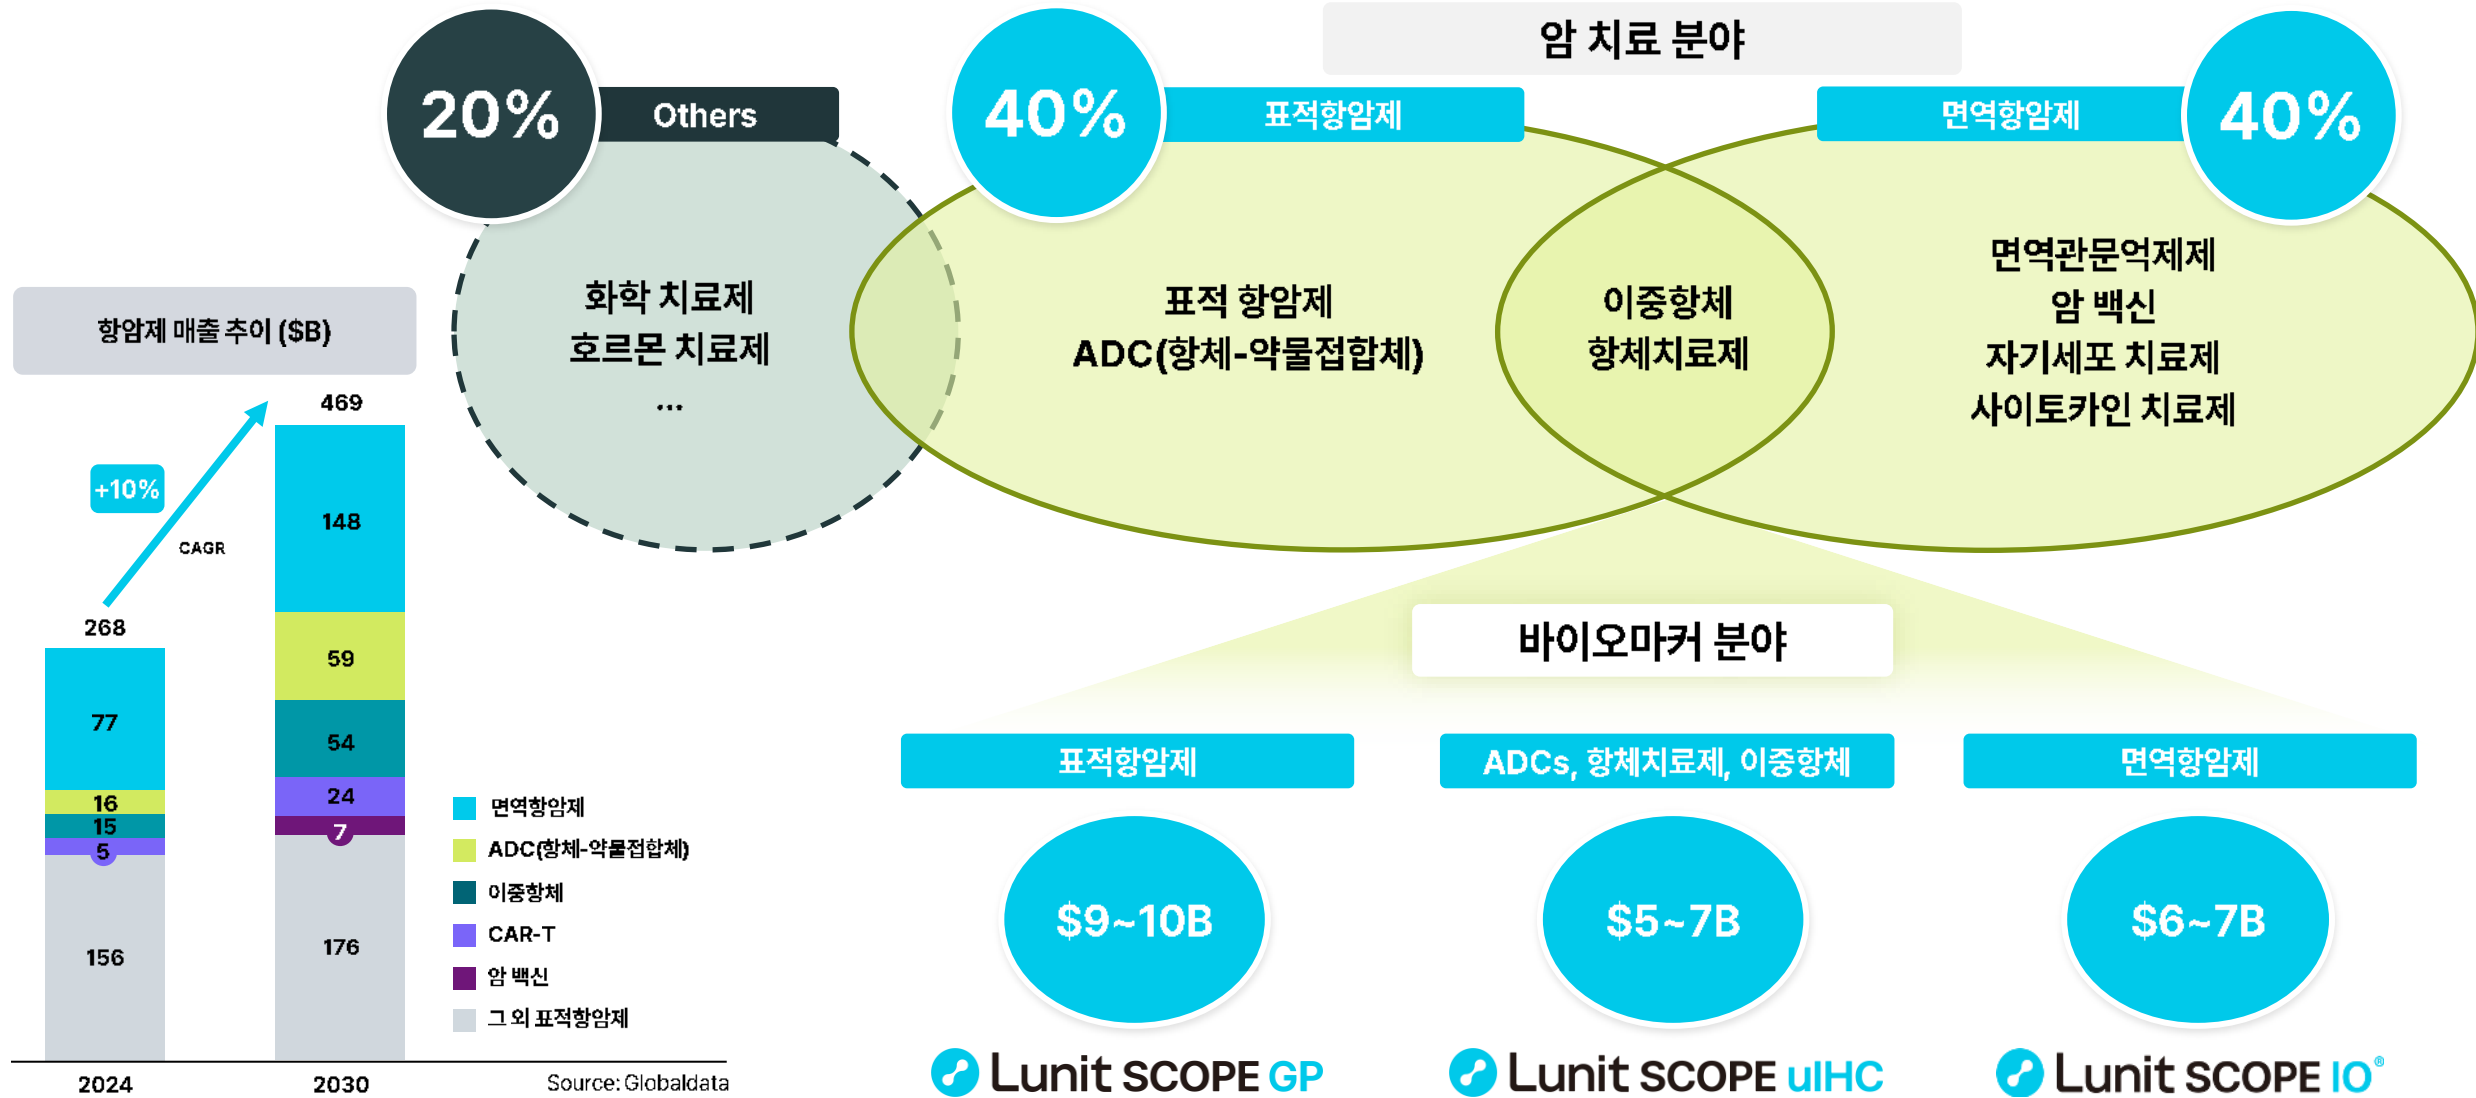 암 치료 분야
20%
Others
40%
표적항암제
면역항암제
40%
화학 치료제
호르몬 치료제
...
표적 항암제
ADC(항체-약물접합체)
이중항체
항체치료제
면역관문억제제
암 백신
자기세포 치료제
사이토카인 치료제
항암제 매출 추이 ($B)
469
+10%
CAGR
148
268
59
77
54
16
24
15
7
5
156
176
2024
2030
면역항암제
ADC(항체-약물접합체)
이중항체
CAR-T
암 백신
그 외 표적항암제
Source: Globaldata
바이오마커 분야
표적항암제
ADCs, 항체치료제, 이중항체
면역항암제
$9~10B
$5~7B
$6~7B
Lunit SCOPE GP
Lunit SCOPE uIHC
Lunit SCOPE IO®